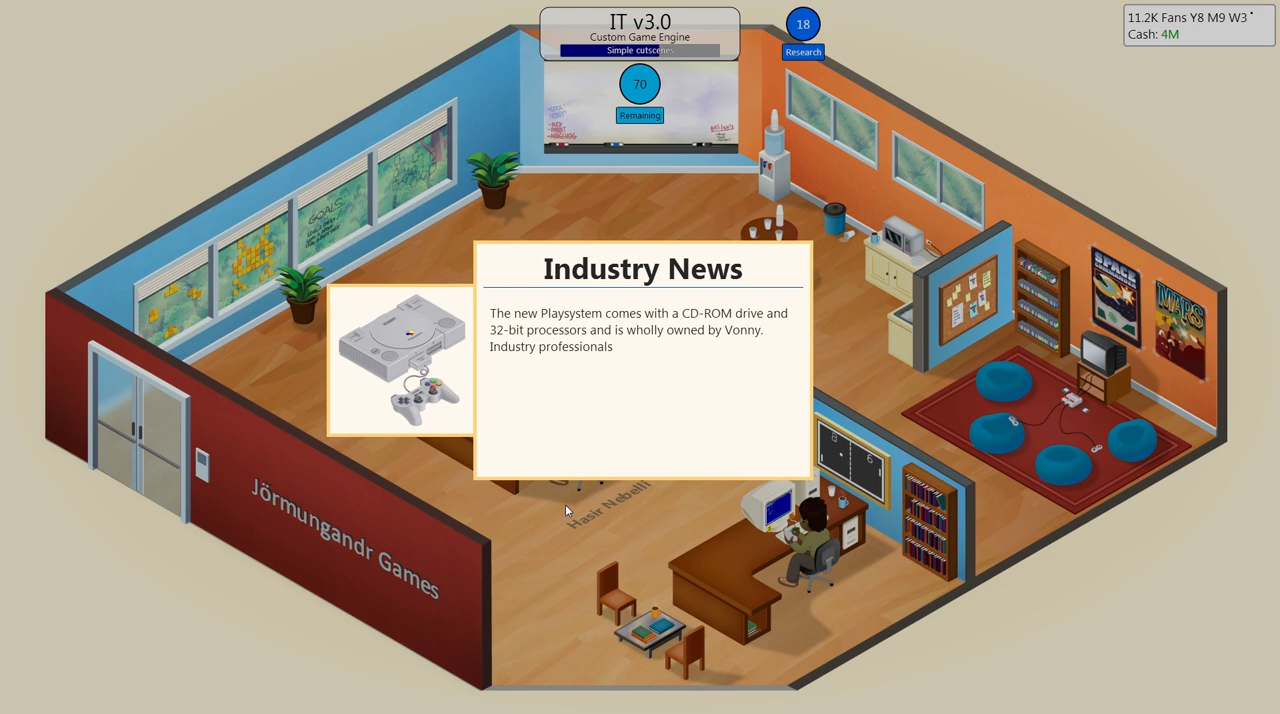 IT v3.0
Custom Game Engine
Simple cutscenes
18
Research
11.2K Fans Y8 M9 W3
Cash: 4M
70
Remaining
GOALS
SPACE
MARS
Industry News
The new Playsystem comes with a CD-ROM drive and
32-bit processors and is wholly owned by Vonny.
Industry professionals
Hasir Nebelli
Jörmungandr Games